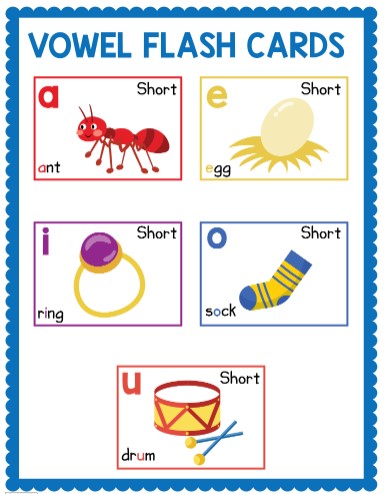 VOWEL FLASH CARDS
a Short
ant
e Short
egg
i Short
ring
o Short
sock
u Short
drum